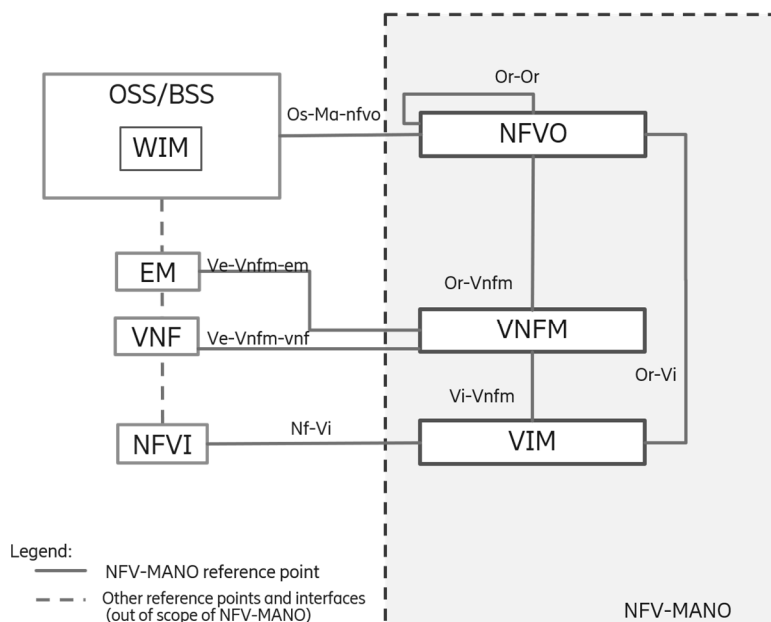 Or-Or
OSS/BSS
Os-Ma-nfvo
NFVO
WIM
EM
Ve-Vnfm-em
Or-Vnfm
VNF
Ve-Vnfm-vnf
VNFM
Or-Vi
Vi-Vnfm
NFVI
Nf-Vi
VIM
Legend:
NFV-MANO reference point
Other reference points and interfaces
(out of scope of NFV-MANO)
NFV-MANO